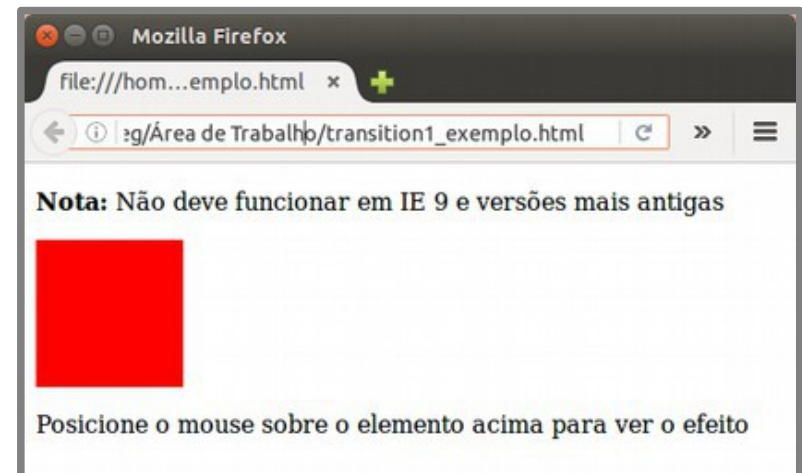 Mozilla Firefox
file:///hom...emplo.html
eg/Área de Trabalho/transition1_exemplo.html
Nota: Não deve funcionar em IE 9 e versões mais antigas
Posicione o mouse sobre o elemento acima para ver o efeito